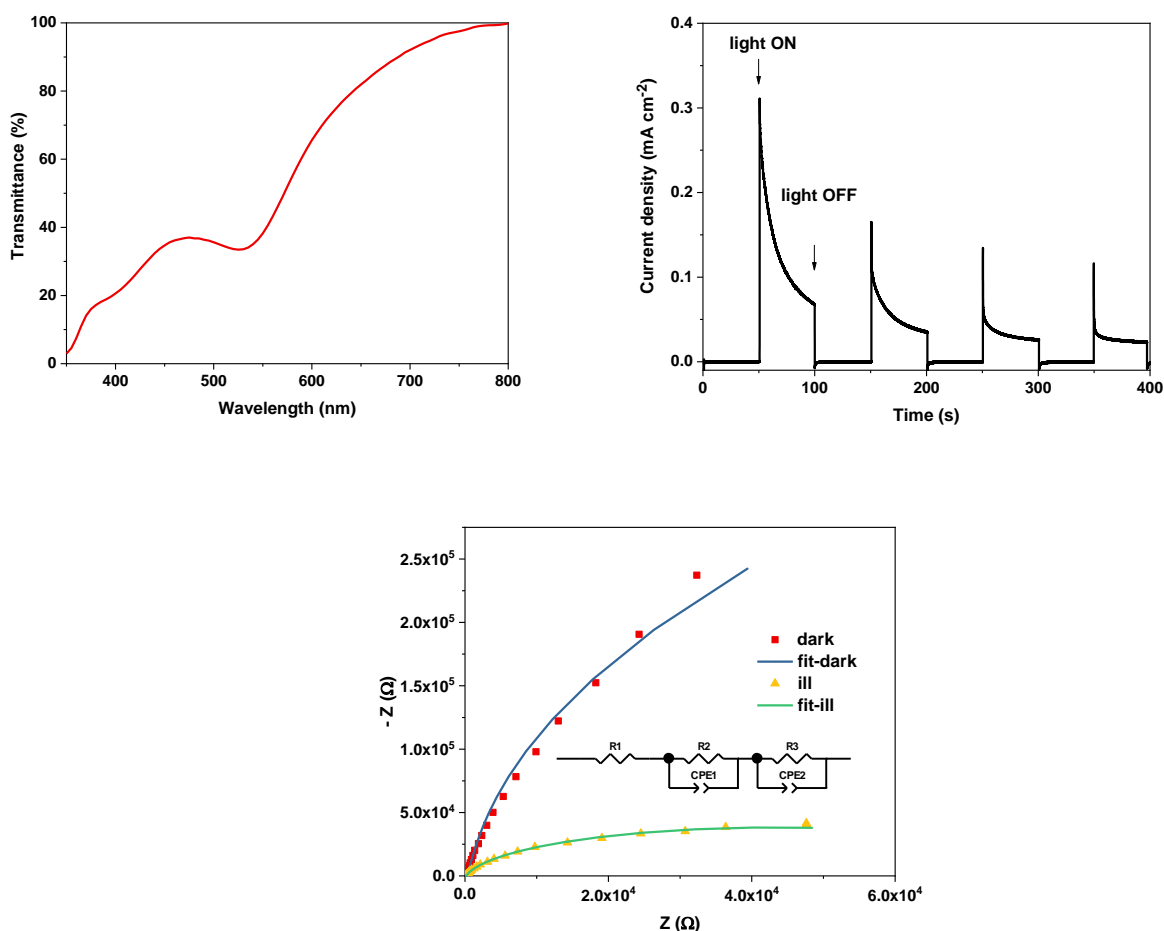 100
80
60
40
20
0
Transmittance (%)
400 500 600 700 800
Wavelength (nm)
0.4
0.3
0.2
0.1
0.0
Current density (mA cm⁻²)
light ON
light OFF
0 100 200 300 400
Time (s)
2.5x10⁵
2.0x10⁵
1.5x10⁵
1.0x10⁵
5.0x10⁴
0.0
- Z (Ω)
dark
fit-dark
ill
fit-ill
R1 R2 R3
CPE1 CPE2
0.0 2.0x10⁴ 4.0x10⁴ 6.0x10⁴
Z (Ω)